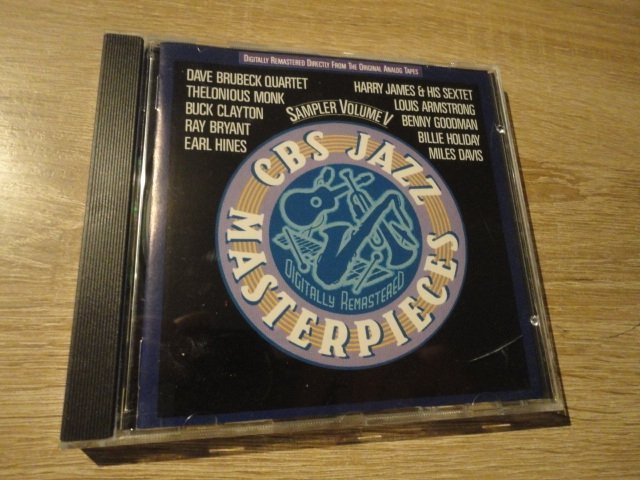 DIGITALLY REMASTERED DIRECTLY FROM THE ORIGINAL ANALOG TAPES
DAVE BRUBECK QUARTET
THELONIOUS MONK
BUCK CLAYTON
RAY BRYANT
EARL HINES
HARRY JAMES & HIS SEXTET
LOUIS ARMSTRONG
BENNY GOODMAN
BILLIE HOLIDAY
MILES DAVIS
SAMPLER VOLUME V
CBS JAZZ
MASTERPIECES
DIGITALLY REMASTERED